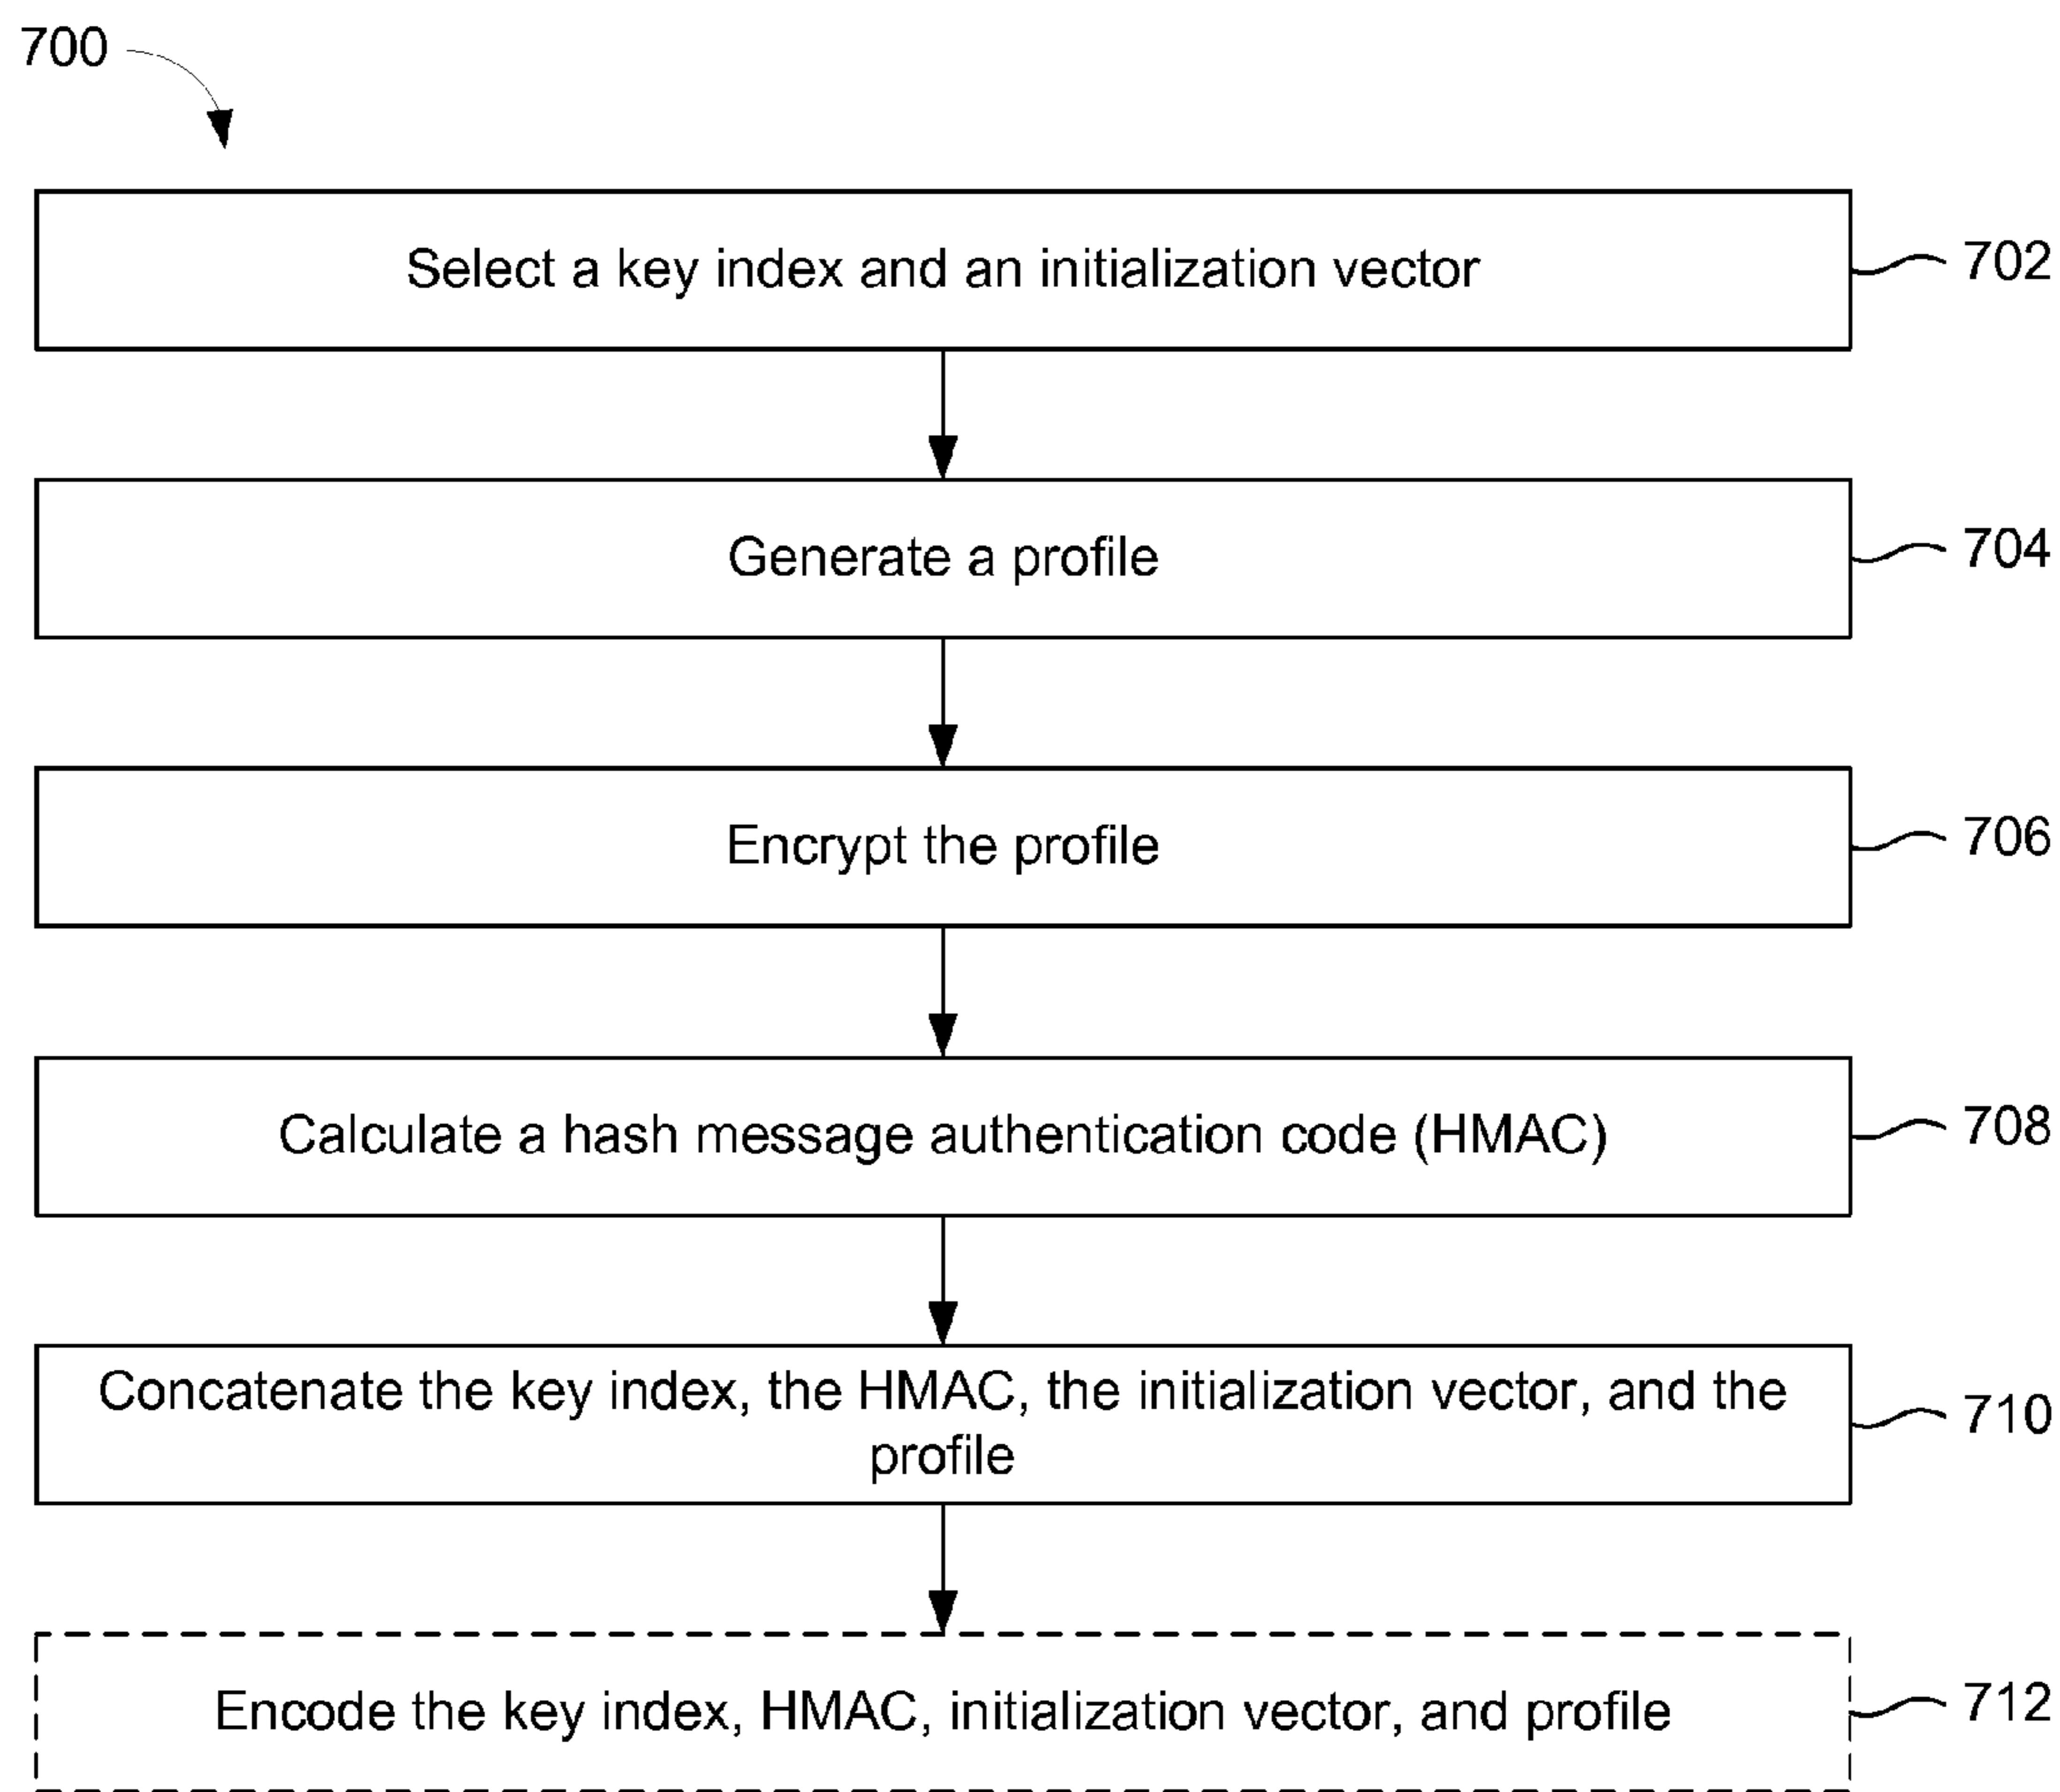 700
Select a key index and an initialization vector
702
Generate a profile
704
Encrypt the profile
706
Calculate a hash message authentication code (HMAC)
708
Concatenate the key index, the HMAC, the initialization vector, and the
profile
710
Encode the key index, HMAC, initialization vector, and profile
712